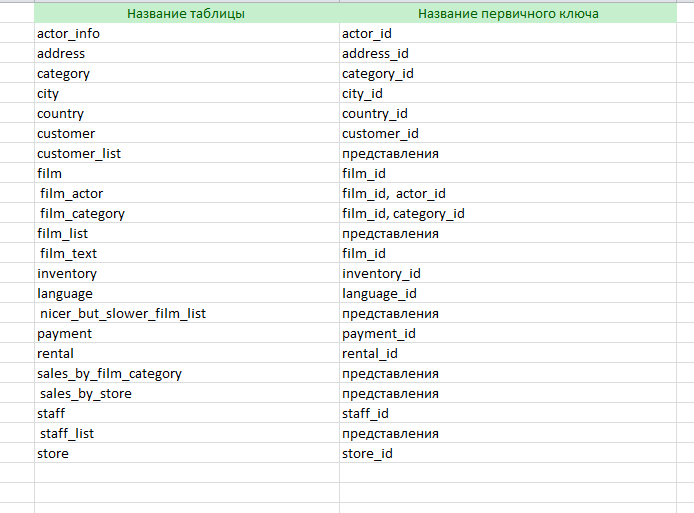 Название таблицы Название первичного ключа
actor_info actor_id
address address_id
category category_id
city city_id
country country_id
customer customer_id
customer_list представления
film film_id
film_actor film_id, actor_id
film_category film_id, category_id
film_list представления
film_text film_id
inventory inventory_id
language language_id
nicer_but_slower_film_list представления
payment payment_id
rental rental_id
sales_by_film_category представления
sales_by_store представления
staff staff_id
staff_list представления
store store_id